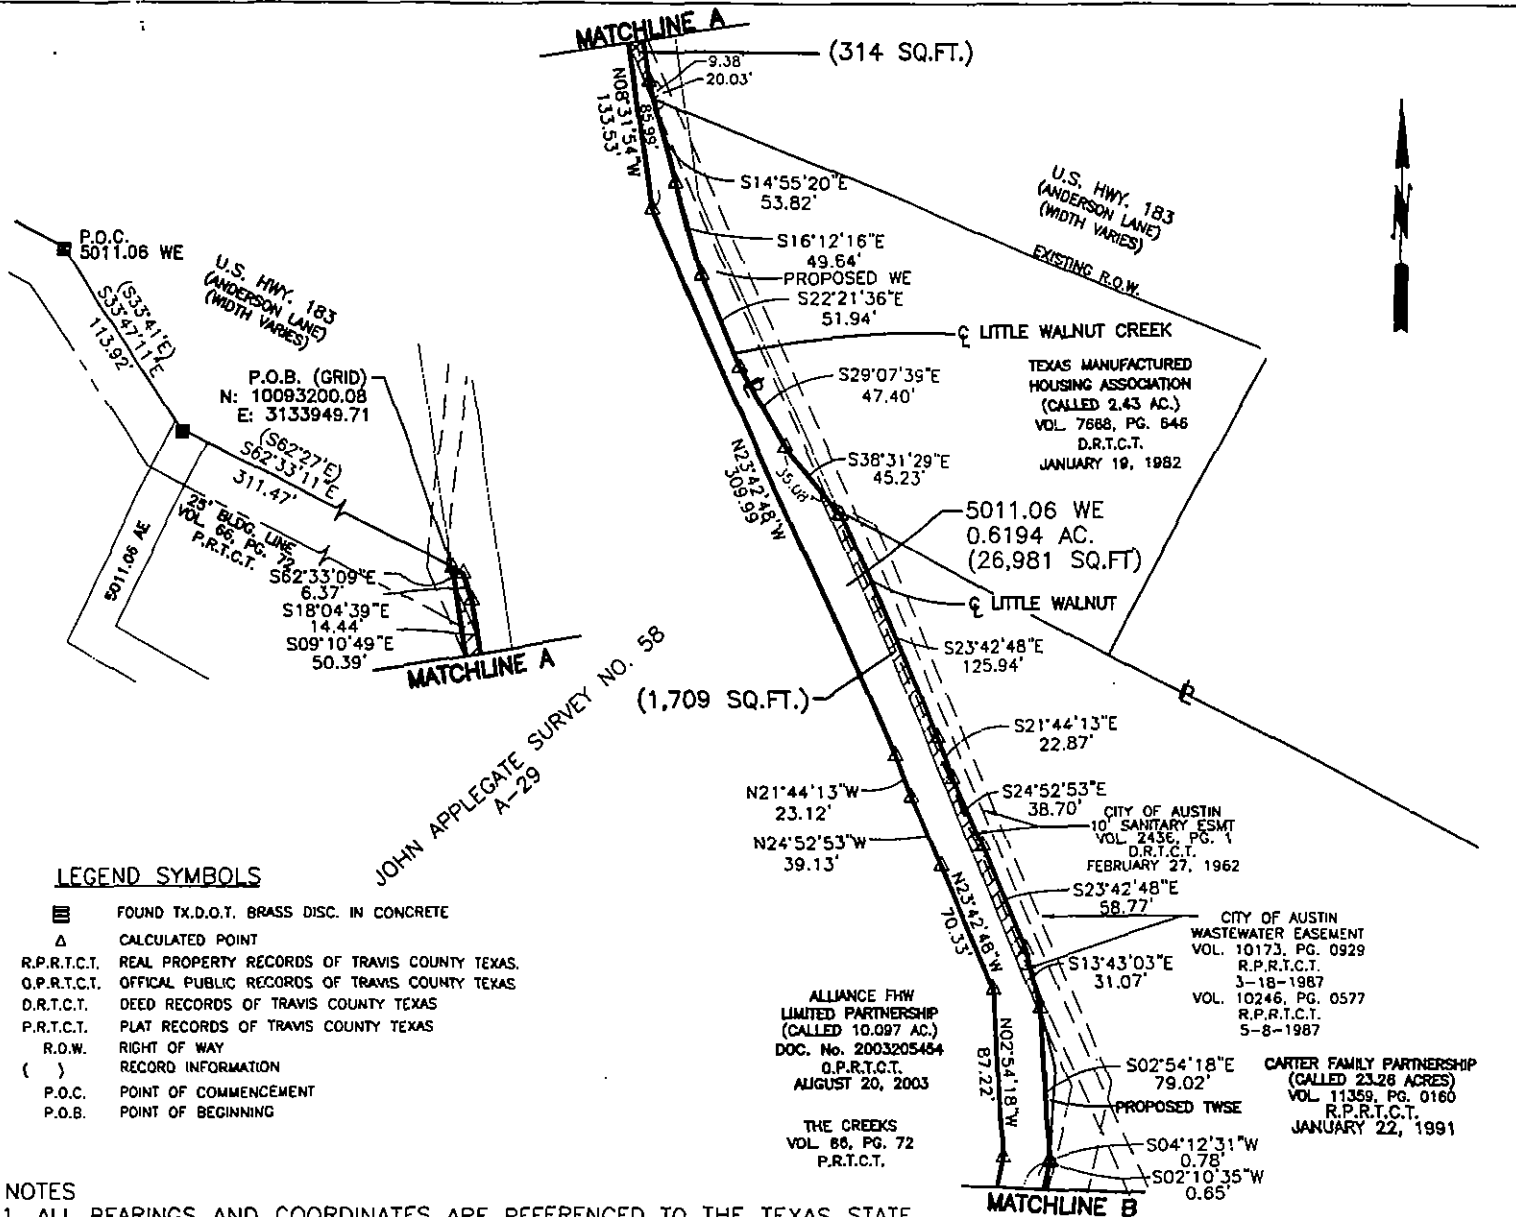 MATCHLINE A
(314 SQ.FT.)
9.38'
20.03'
N08°31'54"W
133.53'
85.99'
S14°55'20"E
53.82'
S16°12'16"E
49.64'
PROPOSED WE
S22°21'36"E
51.94'
U.S. HWY. 183
(ANDERSON LANE)
(WIDTH VARIES)
EXISTING R.O.W.
N
℄ LITTLE WALNUT CREEK
S29°07'39"E
47.40'
TEXAS MANUFACTURED
HOUSING ASSOCIATION
(CALLED 2.43 AC.)
VOL. 7668, PG. 646
D.R.T.C.T.
JANUARY 19, 1982
S38°31'29"E
45.23'
35.08'
N23°42'48"W
309.99'
5011.06 WE
0.6194 AC.
(26,981 SQ.FT)
℄ LITTLE WALNUT
S23°42'48"E
125.94'
(1,709 SQ.FT.)
P.O.C.
5011.06 WE
U.S. HWY. 183
(ANDERSON LANE)
(WIDTH VARIES)
(S33°41'E)
S33°47'11"E
113.92'
P.O.B. (GRID)
N: 10093200.08
E: 3133949.71
(S62°27'E)
S62°33'11"E
311.47'
25' BLDG. LINE
VOL. 66, PG. 72
P.R.T.C.T.
5011.06 AE
S62°33'09"E
6.37'
S18°04'39"E
14.44'
S09°10'49"E
50.39'
MATCHLINE A
JOHN APPLEGATE SURVEY NO. 58
A-29
S21°44'13"E
22.87'
N21°44'13"W
23.12'
S24°52'53"E
38.70'
N24°52'53"W
39.13'
CITY OF AUSTIN
10' SANITARY ESMT
VOL. 2436, PG. 1
D.R.T.C.T.
FEBRUARY 27, 1962
N23°42'48"W
70.33'
S23°42'48"E
58.77'
CITY OF AUSTIN
WASTEWATER EASEMENT
VOL. 10173, PG. 0929
R.P.R.T.C.T.
3-18-1987
VOL. 10246, PG. 0577
R.P.R.T.C.T.
5-8-1987
S13°43'03"E
31.07'
ALLIANCE FHW
LIMITED PARTNERSHIP
(CALLED 10.097 AC.)
DOC. No. 2003205454
O.P.R.T.C.T.
AUGUST 20, 2003
N02°54'18"W
87.22'
S02°54'18"E
79.02'
PROPOSED TWSE
CARTER FAMILY PARTNERSHIP
(CALLED 23.26 ACRES)
VOL. 11359, PG. 0160
R.P.R.T.C.T.
JANUARY 22, 1991
THE CREEKS
VOL. 66, PG. 72
P.R.T.C.T.
S04°12'31"W
0.78'
S02°10'35"W
0.65'
MATCHLINE B
LEGEND SYMBOLS
FOUND TX.D.O.T. BRASS DISC. IN CONCRETE
Δ CALCULATED POINT
R.P.R.T.C.T. REAL PROPERTY RECORDS OF TRAVIS COUNTY TEXAS.
O.P.R.T.C.T. OFFICAL PUBLIC RECORDS OF TRAVIS COUNTY TEXAS
D.R.T.C.T. DEED RECORDS OF TRAVIS COUNTY TEXAS
P.R.T.C.T. PLAT RECORDS OF TRAVIS COUNTY TEXAS
R.O.W. RIGHT OF WAY
( ) RECORD INFORMATION
P.O.C. POINT OF COMMENCEMENT
P.O.B. POINT OF BEGINNING
NOTES
1. ALL BEARINGS AND COORDINATES ARE REFERENCED TO THE TEXAS STATE